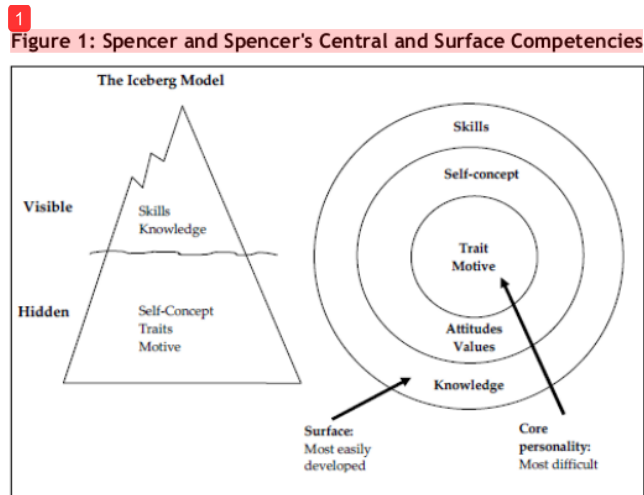 1
Figure 1: Spencer and Spencer's Central and Surface Competencies
The Iceberg Model
Visible
Skills
Knowledge
Hidden
Self-Concept
Traits
Motive
Skills
Self-concept
Trait
Motive
Attitudes
Values
Knowledge
Surface:
Most easily
developed
Core
personality:
Most difficult